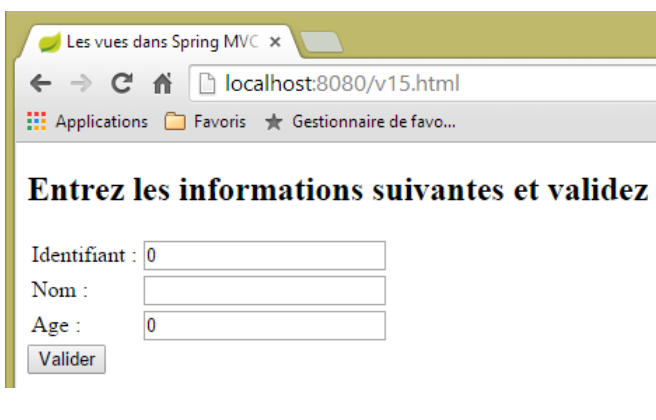 Les vues dans Spring MVC
localhost:8080/v15.html
Applications Favoris Gestionnaire de favo...
Entrez les informations suivantes et validez
Identifiant : 0
Nom :
Age : 0
Valider